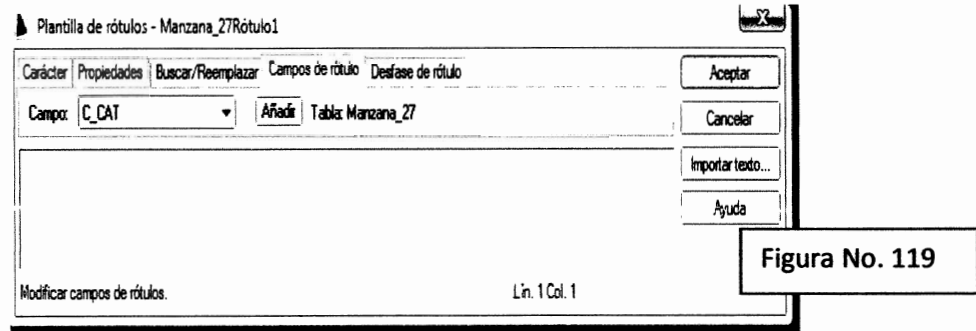 Plantilla de rótulos - Manzana_27Rótulo1
X
Carácter Propiedades Buscar/Reemplazar Campos de rótulo Desfase de rótulo
Aceptar
Campo: C_CAT Añadir Tabla: Manzana_27
Cancelar
Importar texto...
Ayuda
Figura No. 119
Modificar campos de rótulos. Lín. 1 Col. 1